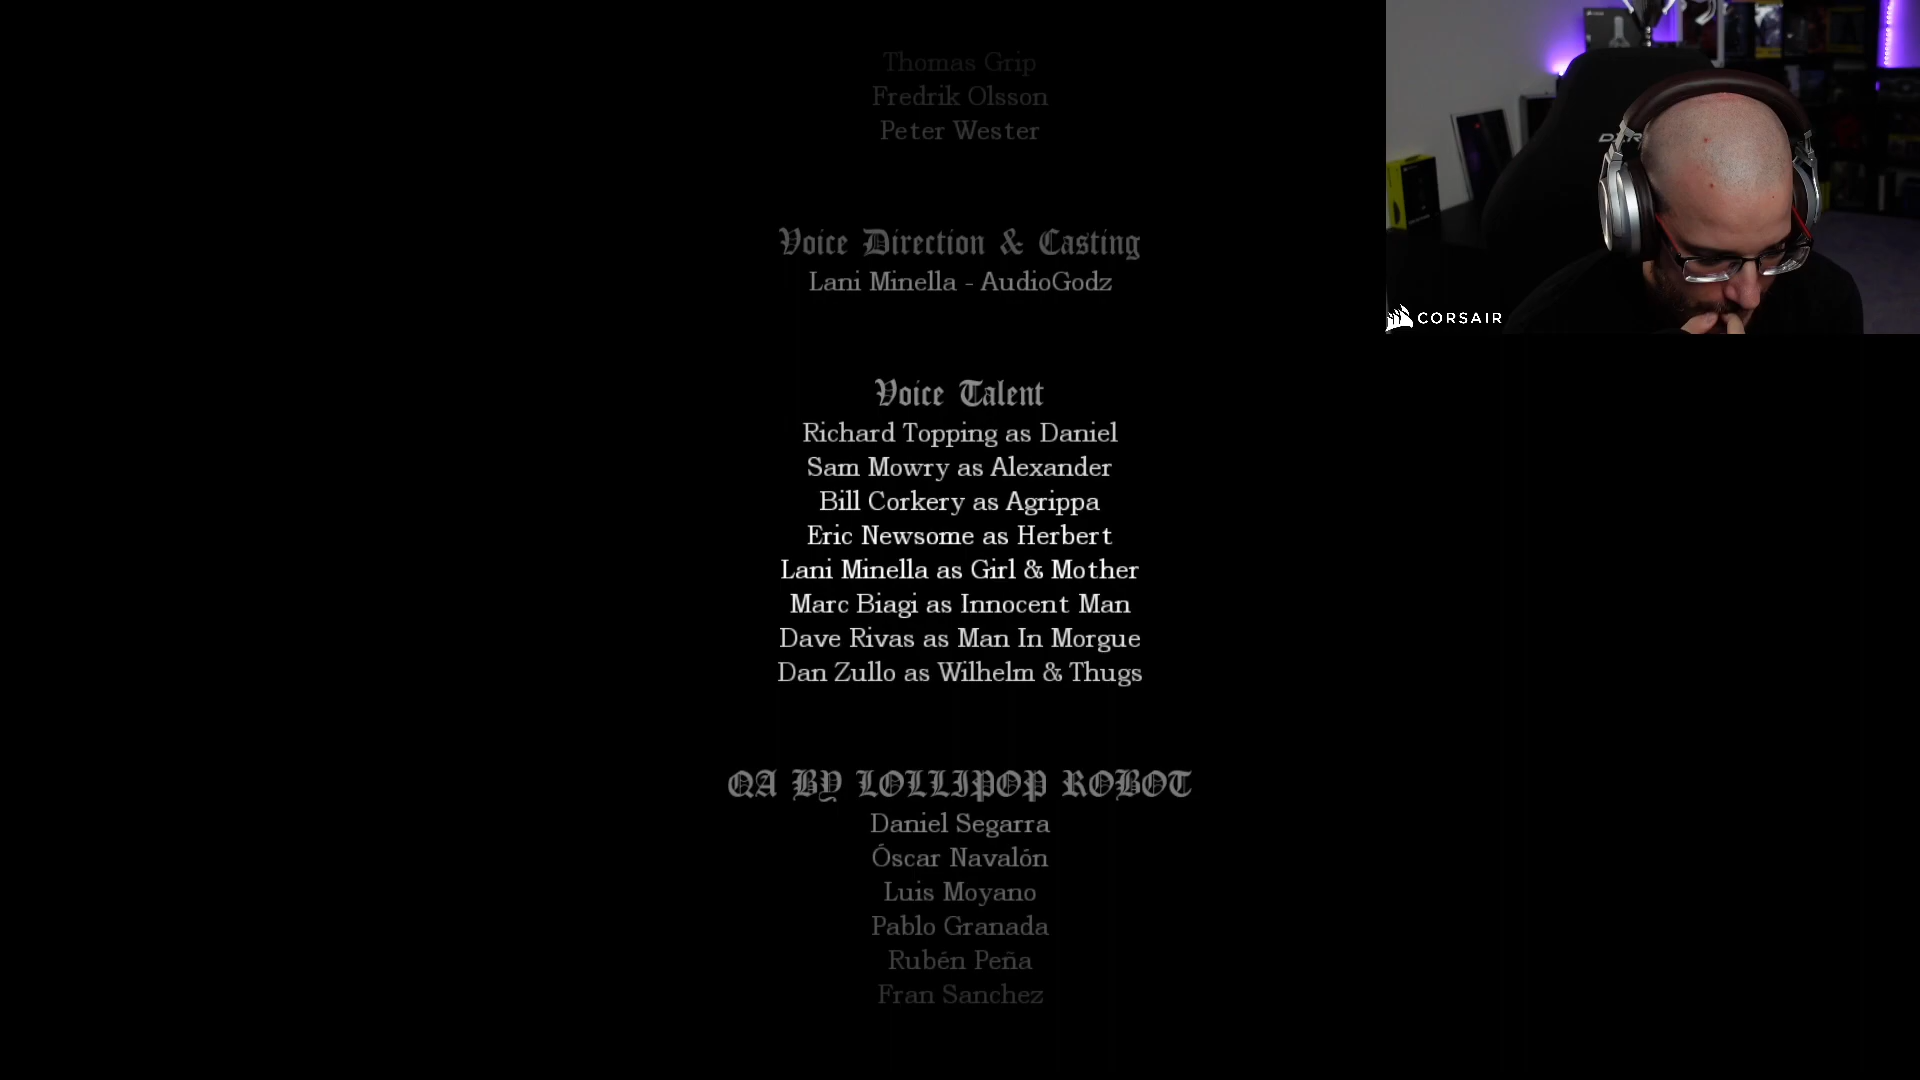 Thomas Grip
Fredrik Olsson
Peter Wester
Voice Direction & Casting
Lani Minella - AudioGodz
Voice Talent
Richard Topping as Daniel
Sam Mowry as Alexander
Bill Corkery as Agrippa
Eric Newsome as Herbert
Lani Minella as Girl & Mother
Marc Biagi as Innocent Man
Dave Rivas as Man In Morgue
Dan Zullo as Wilhelm & Thugs
QA BY LOLLIPOP ROBOT
Daniel Segarra
Óscar Navalón
Luis Moyano
Pablo Granada
Rubén Peña
Fran Sanchez
CORSAIR